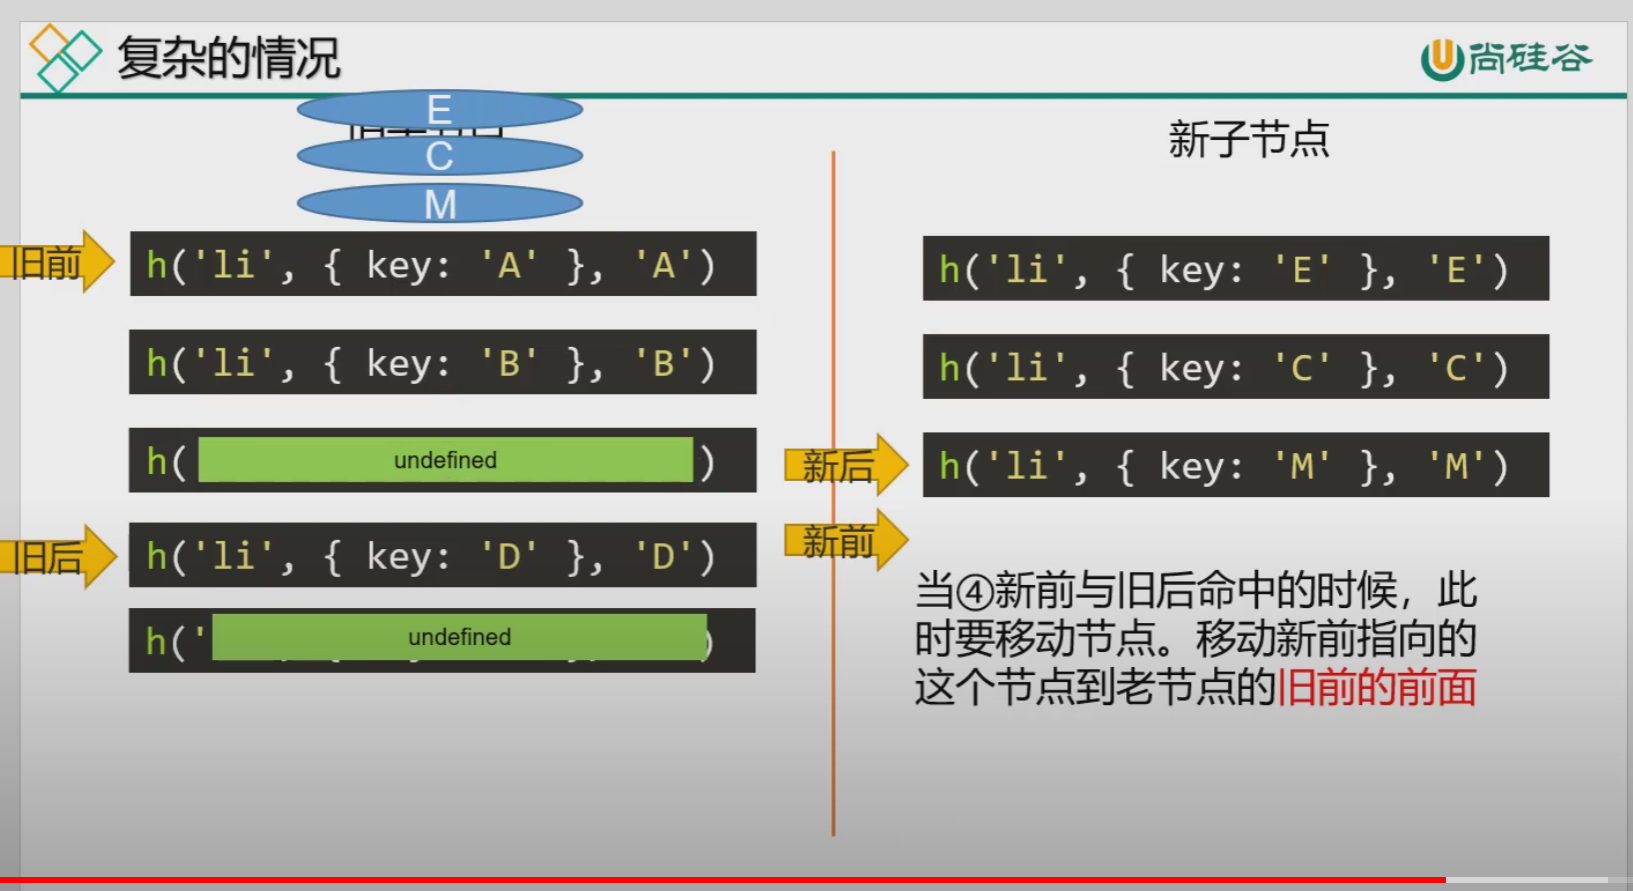 复杂的情况
尚硅谷
E
C
M
新子节点
旧前
h('li', { key: 'A' }, 'A')
h('li', { key: 'B' }, 'B')
h( undefined )
旧后
h('li', { key: 'D' }, 'D')
h(' undefined )
h('li', { key: 'E' }, 'E')
h('li', { key: 'C' }, 'C')
新后
h('li', { key: 'M' }, 'M')
新前
当④新前与旧后命中的时候，此
时要移动节点。移动新前指向的
这个节点到老节点的旧前的前面